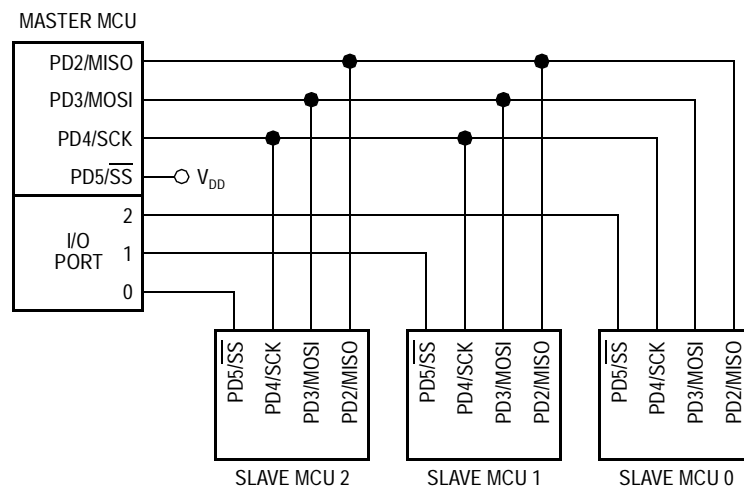 MASTER MCU
PD2/MISO
PD3/MOSI
PD4/SCK
PD5/SS VDD
2
I/O
PORT
1
0
PD5/SS
PD4/SCK
PD3/MOSI
PD2/MISO
PD5/SS
PD4/SCK
PD3/MOSI
PD2/MISO
PD5/SS
PD4/SCK
PD3/MOSI
PD2/MISO
SLAVE MCU 2 SLAVE MCU 1 SLAVE MCU 0